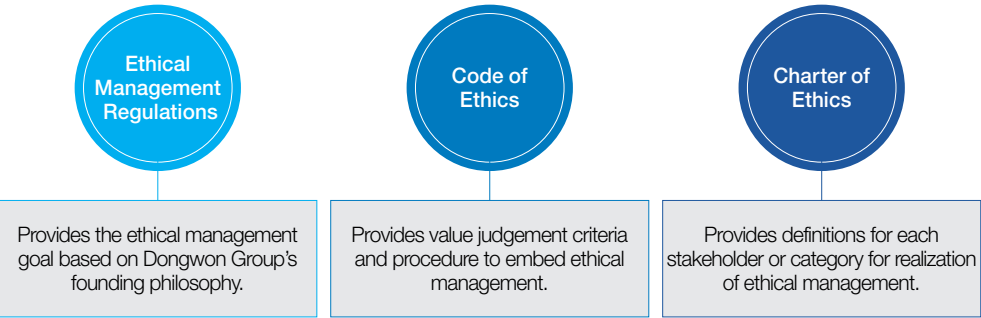 Ethical
Management
Regulations
Provides the ethical management
goal based on Dongwon Group's
founding philosophy.
Code of
Ethics
Provides value judgement criteria
and procedure to embed ethical
management.
Charter of
Ethics
Provides definitions for each
stakeholder or category for realization
of ethical management.